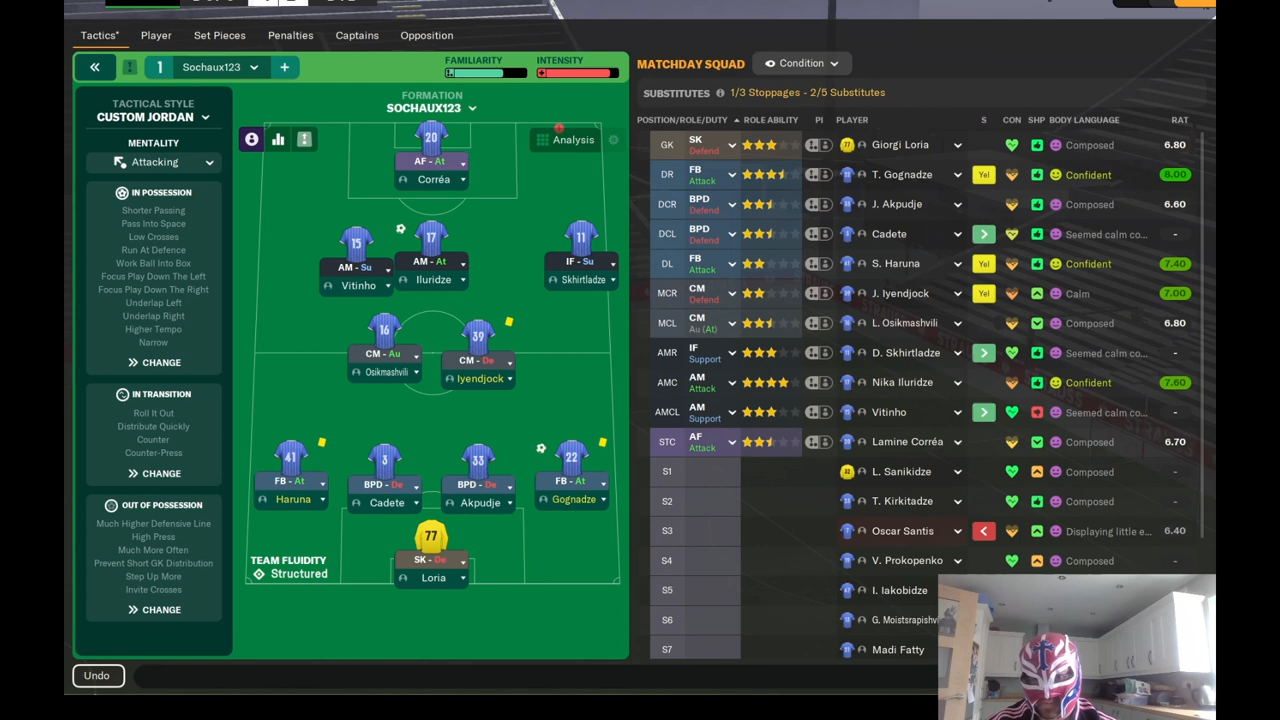 Tactics* Player Set Pieces Penalties Captains Opposition
1 Sochaux123
FAMILIARITY INTENSITY
TACTICAL STYLE
CUSTOM JORDAN
MENTALITY
Attacking
IN POSSESSION
Shorter Passing
Pass Into Space
Low Crosses
Run At Defence
Work Ball Into Box
Focus Play Down The Left
Focus Play Down The Right
Underlap Left
Underlap Right
Higher Tempo
Narrow
CHANGE
IN TRANSITION
Roll It Out
Distribute Quickly
Counter
Counter-Press
CHANGE
OUT OF POSSESSION
Much Higher Defensive Line
High Press
Much More Often
Prevent Short GK Distribution
Step Up More
Invite Crosses
CHANGE
FORMATION
SOCHAUX123
Analysis
20
AF - At
Corréa
15
AM - Su
Vitinho
17
AM - At
Iluridze
11
IF - Su
Skhirtladze
16
CM - Au
Osikmashvili
39
CM - De
Iyendjock
41
FB - At
Haruna
3
BPD - De
Cadete
33
BPD - De
Akpudje
22
FB - At
Gognadze
77
SK - De
Loria
TEAM FLUIDITY
Structured
Undo
MATCHDAY SQUAD Condition
SUBSTITUTES 1/3 Stoppages - 2/5 Substitutes
POSITION/ROLE/DUTY ROLE ABILITY PI PLAYER S CON SHP BODY LANGUAGE RAT
GK SK Defend Giorgi Loria Composed 6.80
DR FB Attack T. Gognadze Yel Confident 8.00
DCR BPD Defend J. Akpudje Composed 6.60
DCL BPD Defend Cadete Seemed calm co... -
DL FB Attack S. Haruna Yel Confident 7.40
MCR CM Defend J. Iyendjock Yel Calm 7.00
MCL CM Au (At) L. Osikmashvili Composed 6.80
AMR IF Support D. Skhirtladze Seemed calm co... -
AMC AM Attack Nika Iluridze Confident 7.60
AMCL AM Support Vitinho Seemed calm co... -
STC AF Attack Lamine Corréa Composed 6.70
S1 L. Sanikidze Composed -
S2 T. Kirkitadze Composed -
S3 Oscar Santis Displaying little e... 6.40
S4 V. Prokopenko Composed -
S5 I. Iakobidze
S6 G. Moistsrapishvi
S7 Madi Fatty